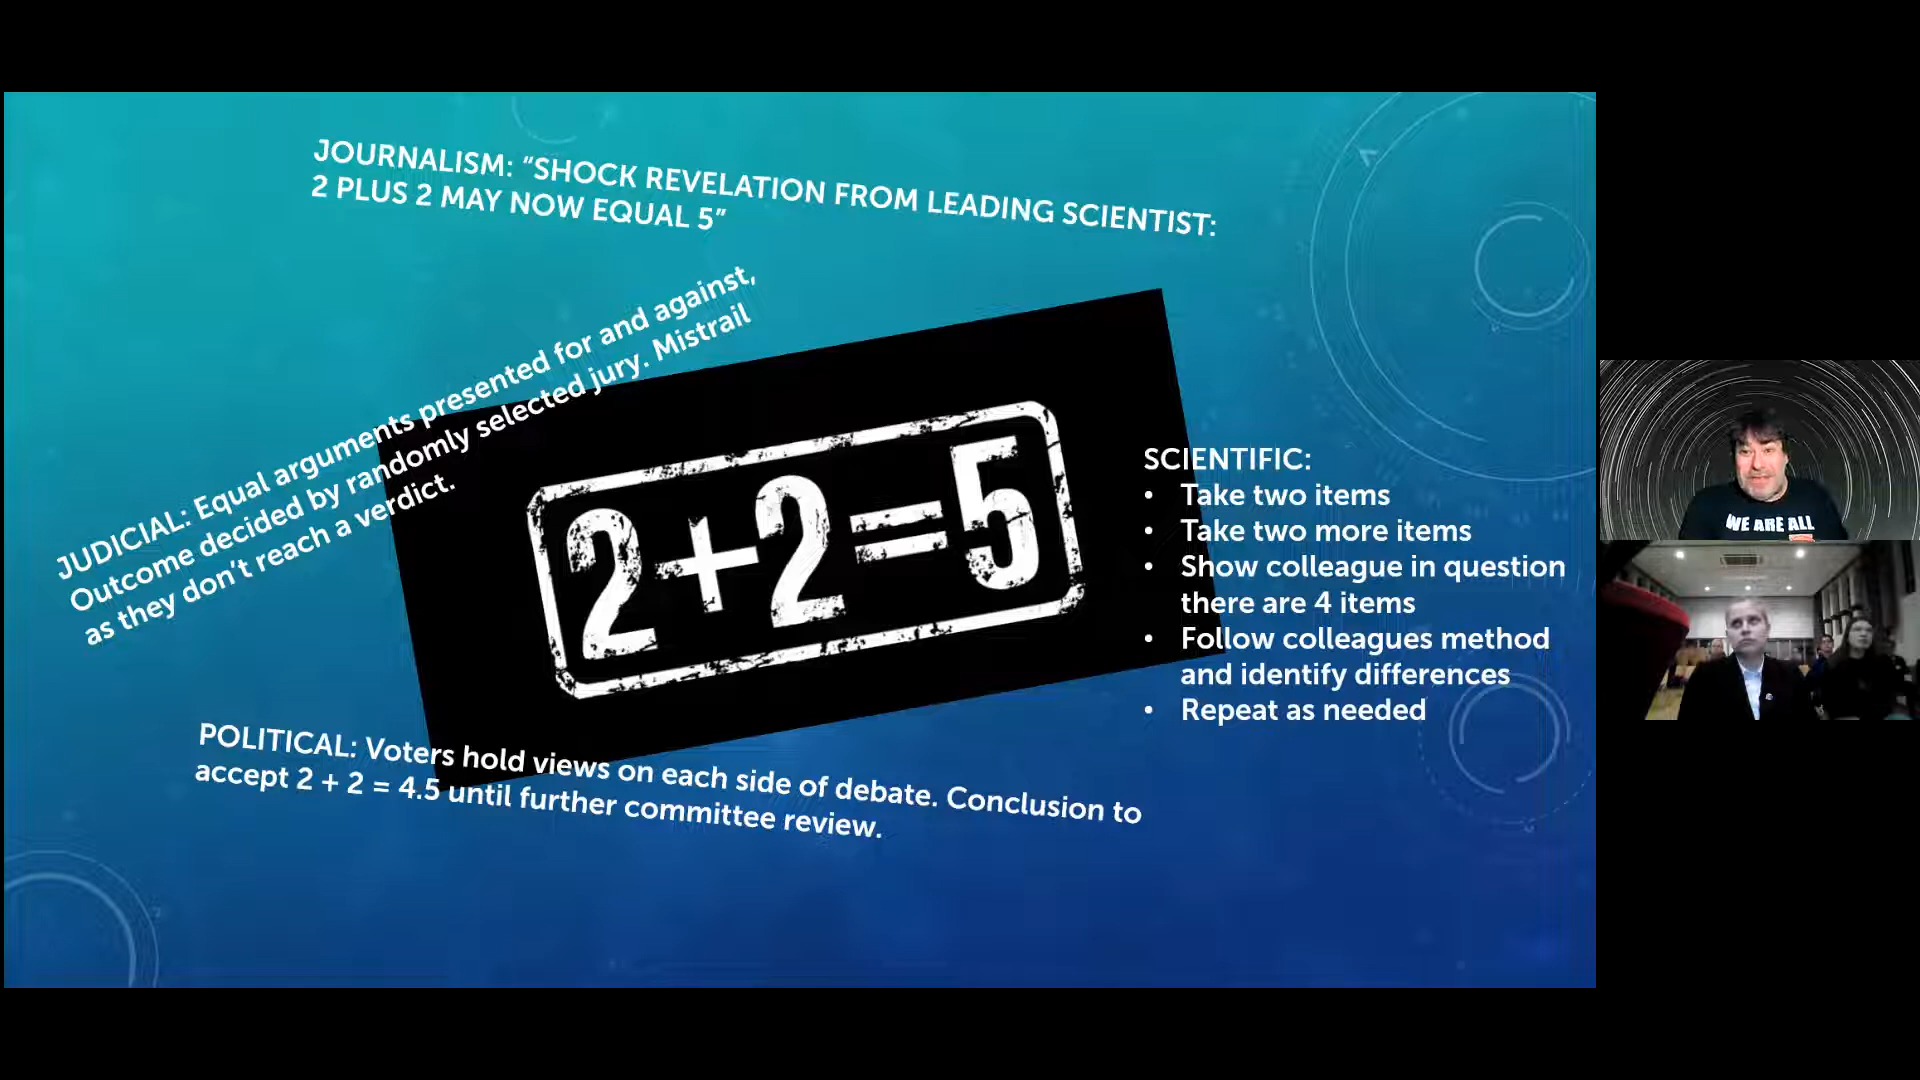 JOURNALISM: “SHOCK REVELATION FROM LEADING SCIENTIST:
2 PLUS 2 MAY NOW EQUAL 5”
JUDICIAL: Equal arguments presented for and against,
Outcome decided by randomly selected jury. Mistrail
as they don’t reach a verdict.
2+2=5
SCIENTIFIC:
• Take two items
• Take two more items
• Show colleague in question
there are 4 items
• Follow colleagues method
and identify differences
• Repeat as needed
POLITICAL: Voters hold views on each side of debate. Conclusion to
accept 2 + 2 = 4.5 until further committee review.
WE ARE ALL